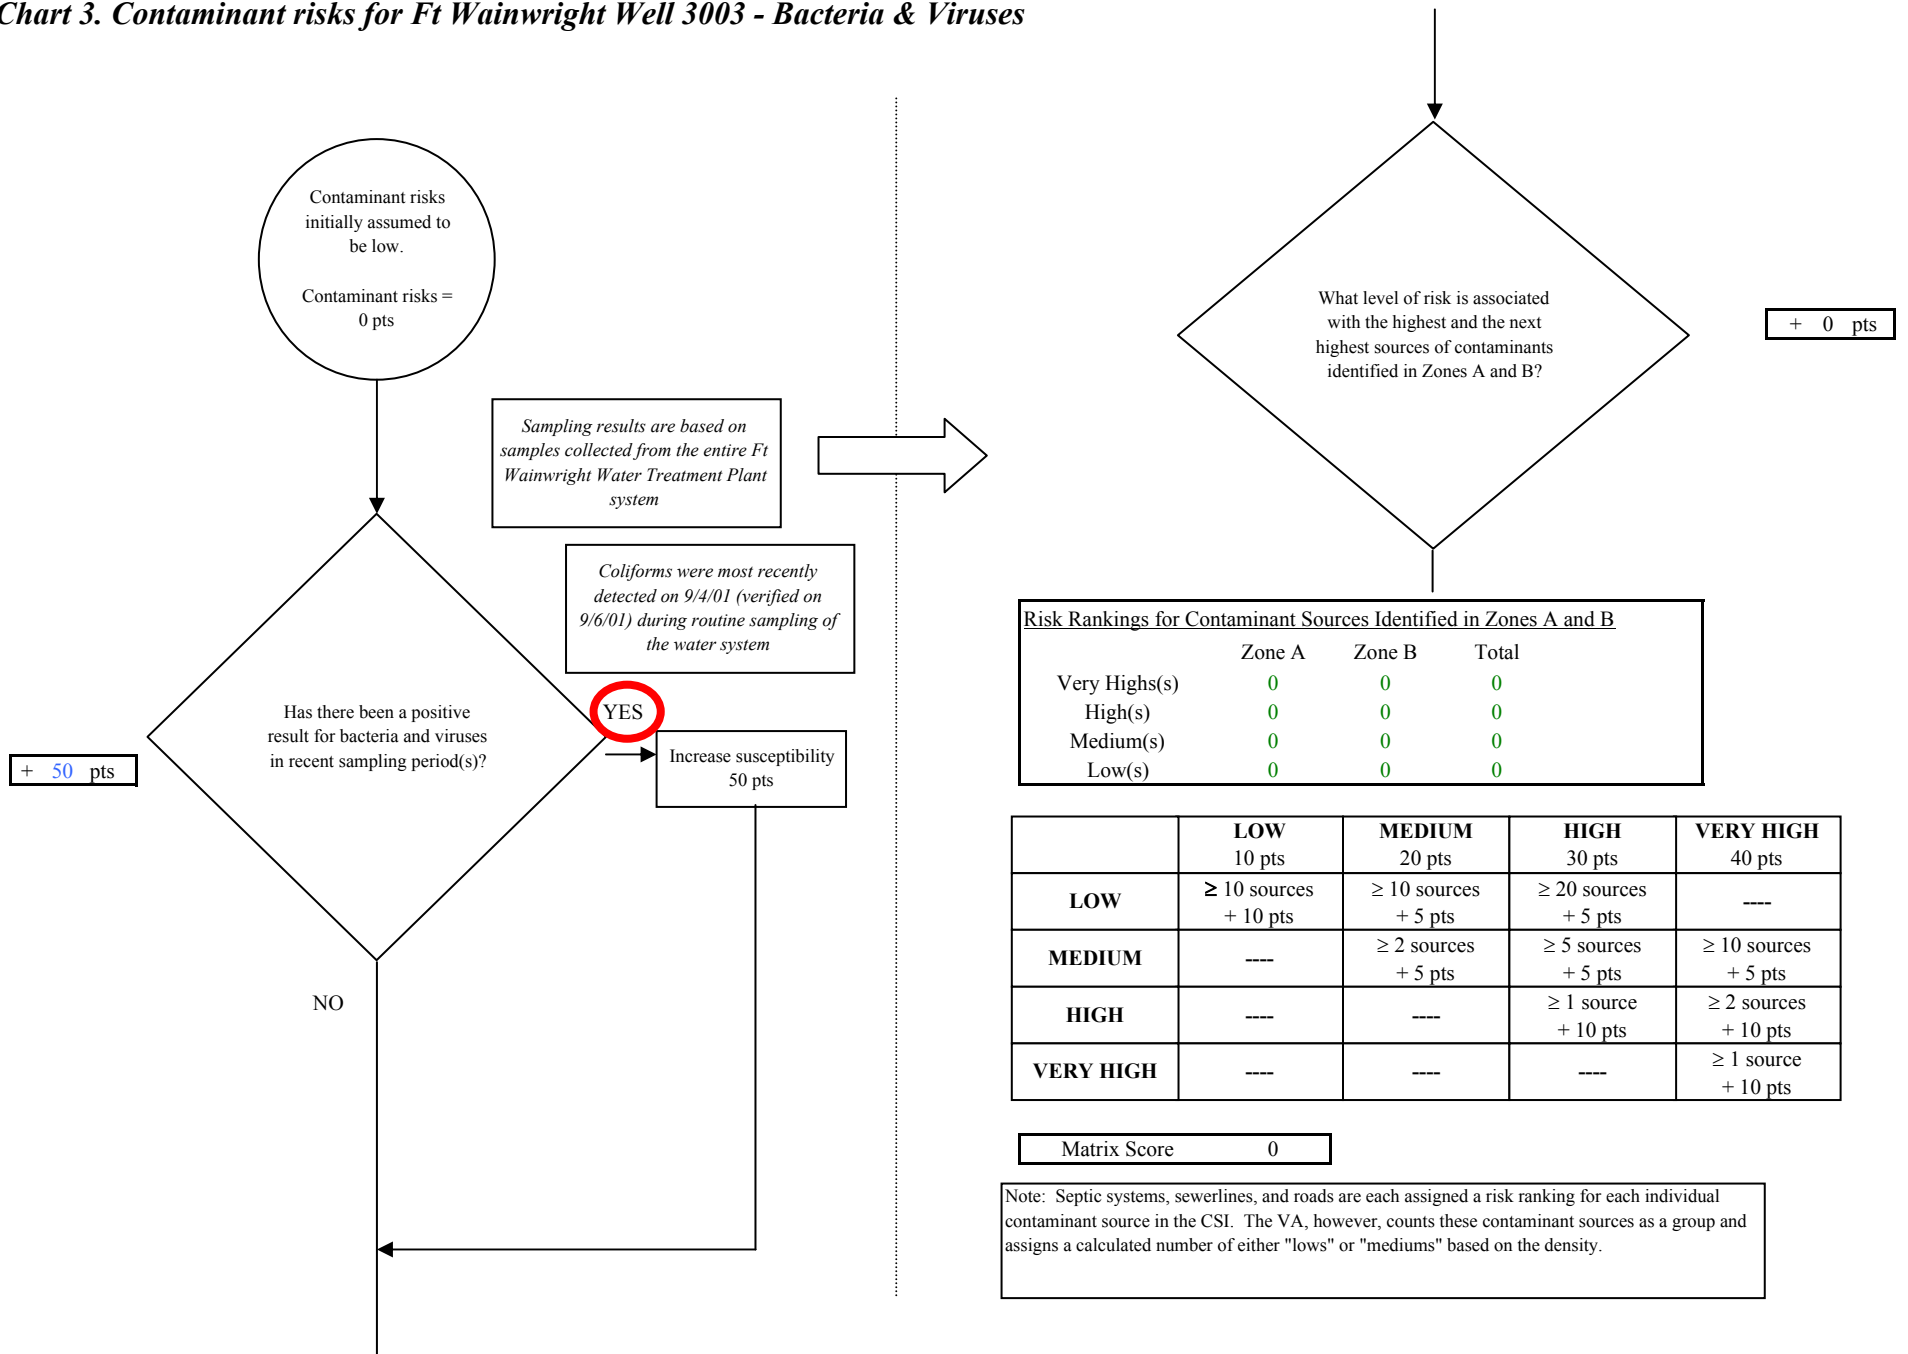 Chart 3. Contaminant risks for Ft Wainwright Well 3003 - Bacteria & Viruses
Contaminant risks
initially assumed to
be low.
Contaminant risks =
0 pts
Sampling results are based on
samples collected from the entire Ft
Wainwright Water Treatment Plant
system
Coliforms were most recently
detected on 9/4/01 (verified on
9/6/01) during routine sampling of
the water system
Has there been a positive
result for bacteria and viruses
in recent sampling period(s)?
YES
Increase susceptibility
50 pts
+ 50 pts
NO
What level of risk is associated
with the highest and the next
highest sources of contaminants
identified in Zones A and B?
+ 0 pts
Risk Rankings for Contaminant Sources Identified in Zones A and B
Zone A Zone B Total
Very Highs(s) 0 0 0
High(s) 0 0 0
Medium(s) 0 0 0
Low(s) 0 0 0
LOW MEDIUM HIGH VERY HIGH
10 pts 20 pts 30 pts 40 pts
LOW ≥ 10 sources ≥ 10 sources ≥ 20 sources ----
+ 10 pts + 5 pts + 5 pts
MEDIUM ---- ≥ 2 sources ≥ 5 sources ≥ 10 sources
+ 5 pts + 5 pts + 5 pts
HIGH ---- ---- ≥ 1 source ≥ 2 sources
+ 10 pts + 10 pts
VERY HIGH ---- ---- ---- ≥ 1 source
+ 10 pts
Matrix Score 0
Note: Septic systems, sewerlines, and roads are each assigned a risk ranking for each individual
contaminant source in the CSI. The VA, however, counts these contaminant sources as a group and
assigns a calculated number of either "lows" or "mediums" based on the density.